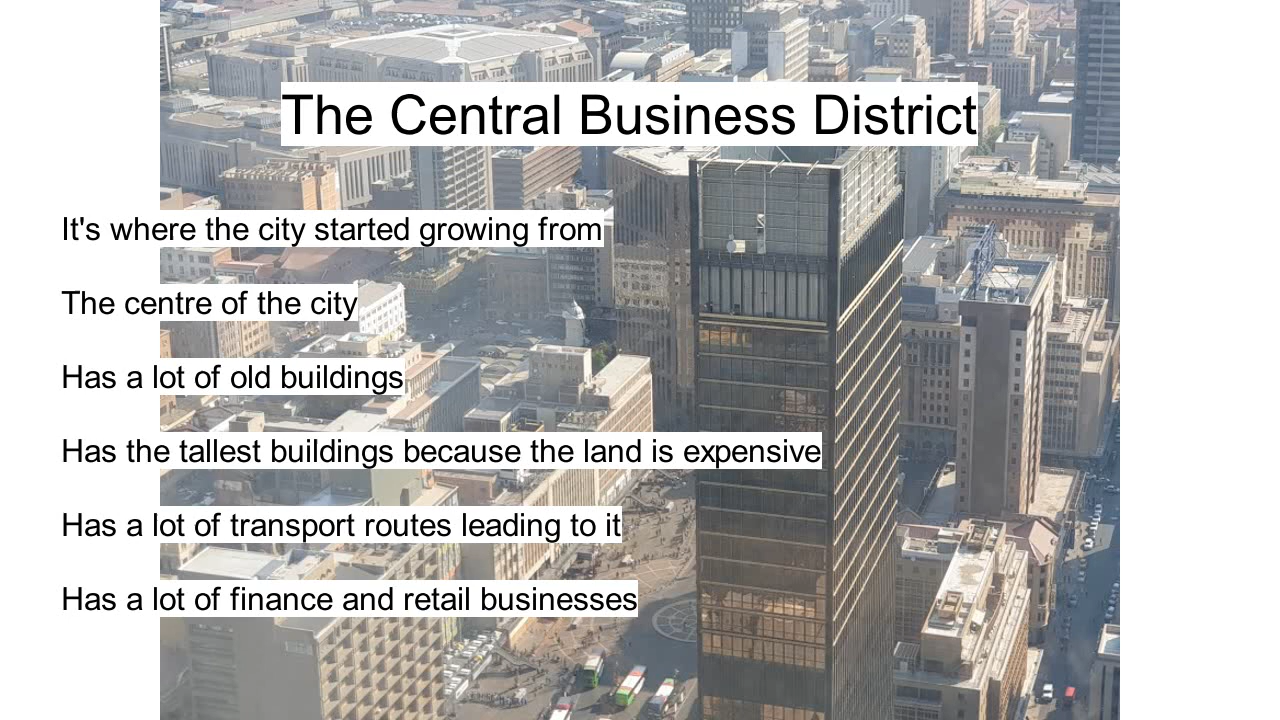 The Central Business District
It's where the city started growing from
The centre of the city
Has a lot of old buildings
Has the tallest buildings because the land is expensive
Has a lot of transport routes leading to it
Has a lot of finance and retail businesses